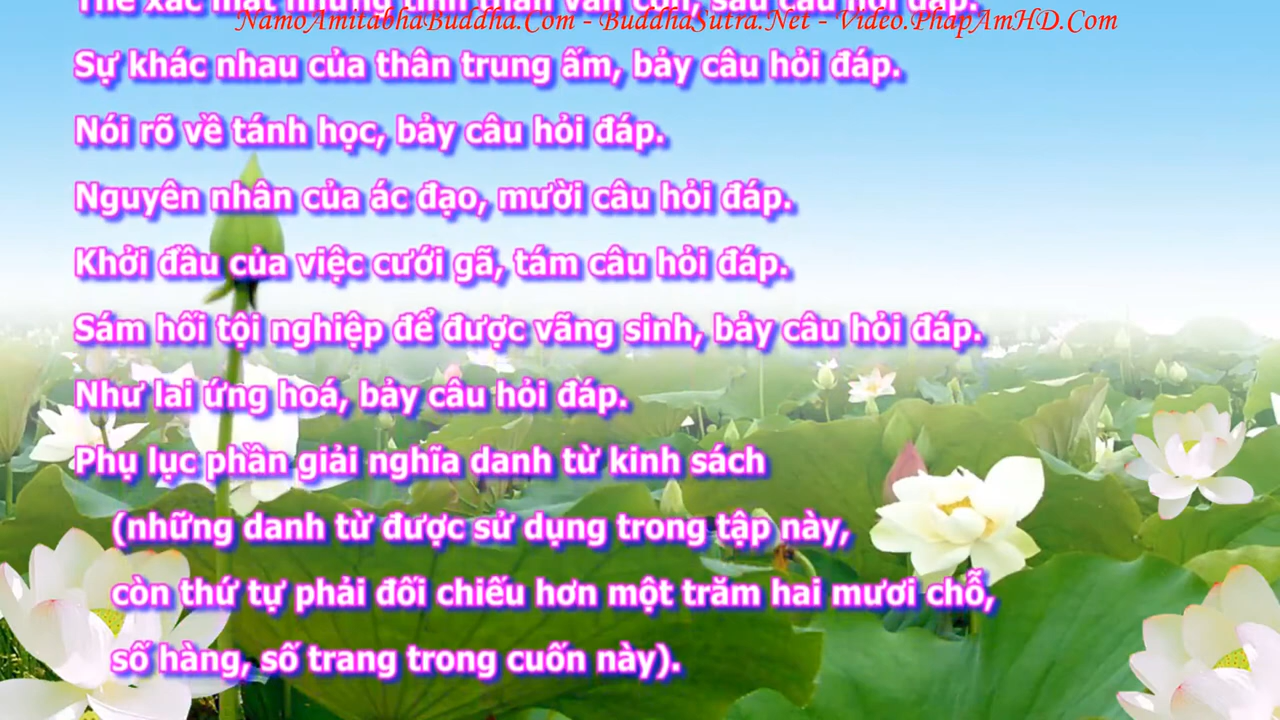 NamoAmitabhaBuddha.Com - BuddhaSutra.Net - Video.PhapAmHD.Com
Sự khác nhau của thân trung ấm, bảy câu hỏi đáp.
Nói rõ về tánh học, bảy câu hỏi đáp.
Nguyên nhân của ác đạo, mười câu hỏi đáp.
Khởi đầu của việc cưới gã, tám câu hỏi đáp.
Sám hối tội nghiệp để được vãng sinh, bảy câu hỏi đáp.
Như lai ứng hoá, bảy câu hỏi đáp.
Phụ lục phần giải nghĩa danh từ kinh sách
(những danh từ được sử dụng trong tập này,
còn thứ tự phải đối chiếu hơn một trăm hai mươi chỗ,
số hàng, số trang trong cuốn này).